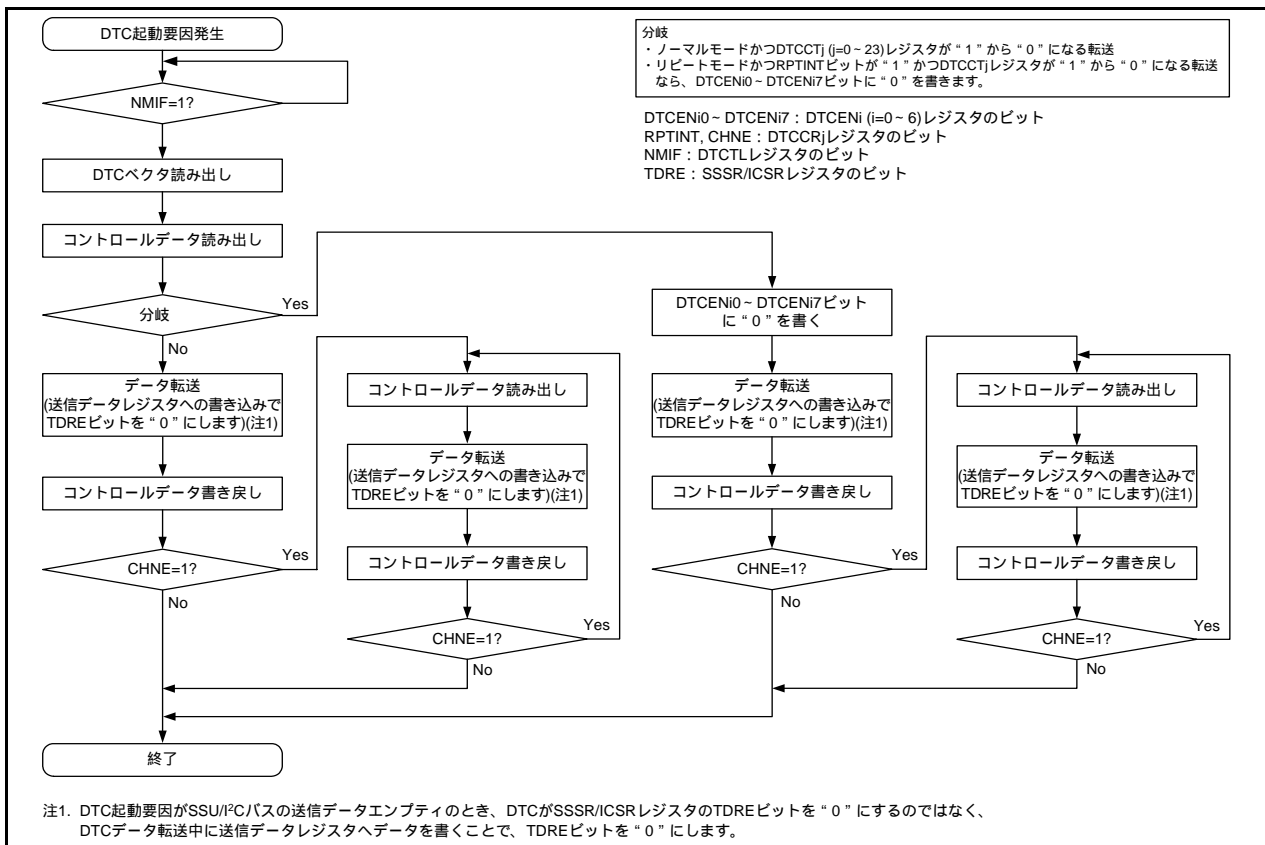 DTC起動要因発生
NMIF=1?
DTCベクタ読み出し
コントロールデータ読み出し
分岐
Yes
No
データ転送
(送信データレジスタへの書き込みで
TDREビットを“0”にします)(注1)
コントロールデータ書き戻し
CHNE=1?
Yes
No
コントロールデータ読み出し
データ転送
(送信データレジスタへの書き込みで
TDREビットを“0”にします)(注1)
コントロールデータ書き戻し
CHNE=1?
Yes
No
分岐
・ノーマルモードかつDTCCTj (j=0~23)レジスタが“1”から“0”になる転送
・リピートモードかつRPTINTビットが“1”かつDTCCTjレジスタが“1”から“0”になる転送
なら、DTCENi0~DTCENi7ビットに“0”を書きます。
DTCENi0~DTCENi7:DTCENi (i=0~6)レジスタのビット
RPTINT, CHNE:DTCCRjレジスタのビット
NMIF:DTCTLレジスタのビット
TDRE:SSSR/ICSRレジスタのビット
DTCENi0~DTCENi7ビット
に“0”を書く
データ転送
(送信データレジスタへの書き込みで
TDREビットを“0”にします)(注1)
コントロールデータ書き戻し
CHNE=1?
Yes
No
コントロールデータ読み出し
データ転送
(送信データレジスタへの書き込みで
TDREビットを“0”にします)(注1)
コントロールデータ書き戻し
CHNE=1?
Yes
No
終了
注1. DTC起動要因がSSU/I²Cバスの送信データエンプティのとき、DTCがSSSR/ICSRレジスタのTDREビットを“0”にするのではなく、
DTCデータ転送中に送信データレジスタへデータを書くことで、TDREビットを“0”にします。